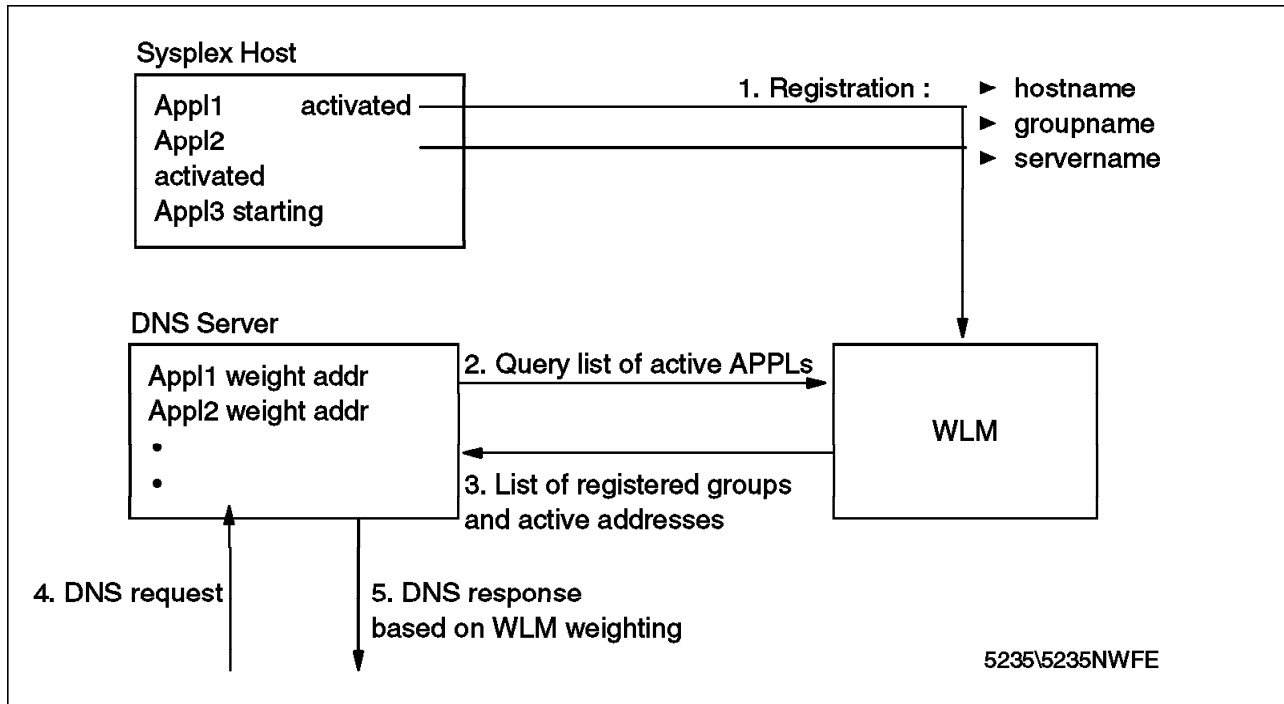 Sysplex Host
Appl1 activated
Appl2
activated
Appl3 starting
1. Registration :
► hostname
► groupname
► servername
DNS Server
Appl1 weight addr
Appl2 weight addr
•
•
2. Query list of active APPLs
3. List of registered groups
and active addresses
WLM
4. DNS request
5. DNS response
based on WLM weighting
5235\5235NWFE